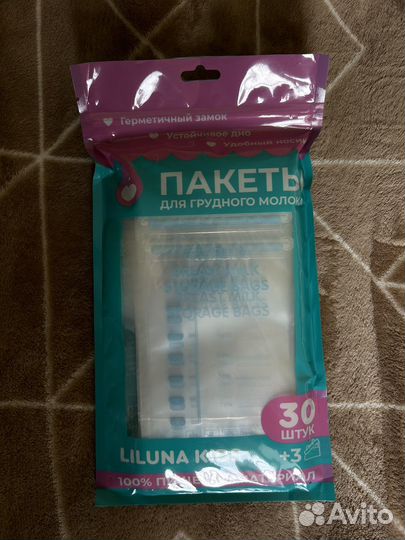 Герметичный замок
Устойчивое дно
Удобный
ПАКЕТЫ
ДЛЯ ГРУДНОГО МОЛОКА
BREAST MILK
STORAGE BAGS
BREAST MILK
STORAGE BAGS
30
ШТУК
LILUNA
+3
100%
Avito